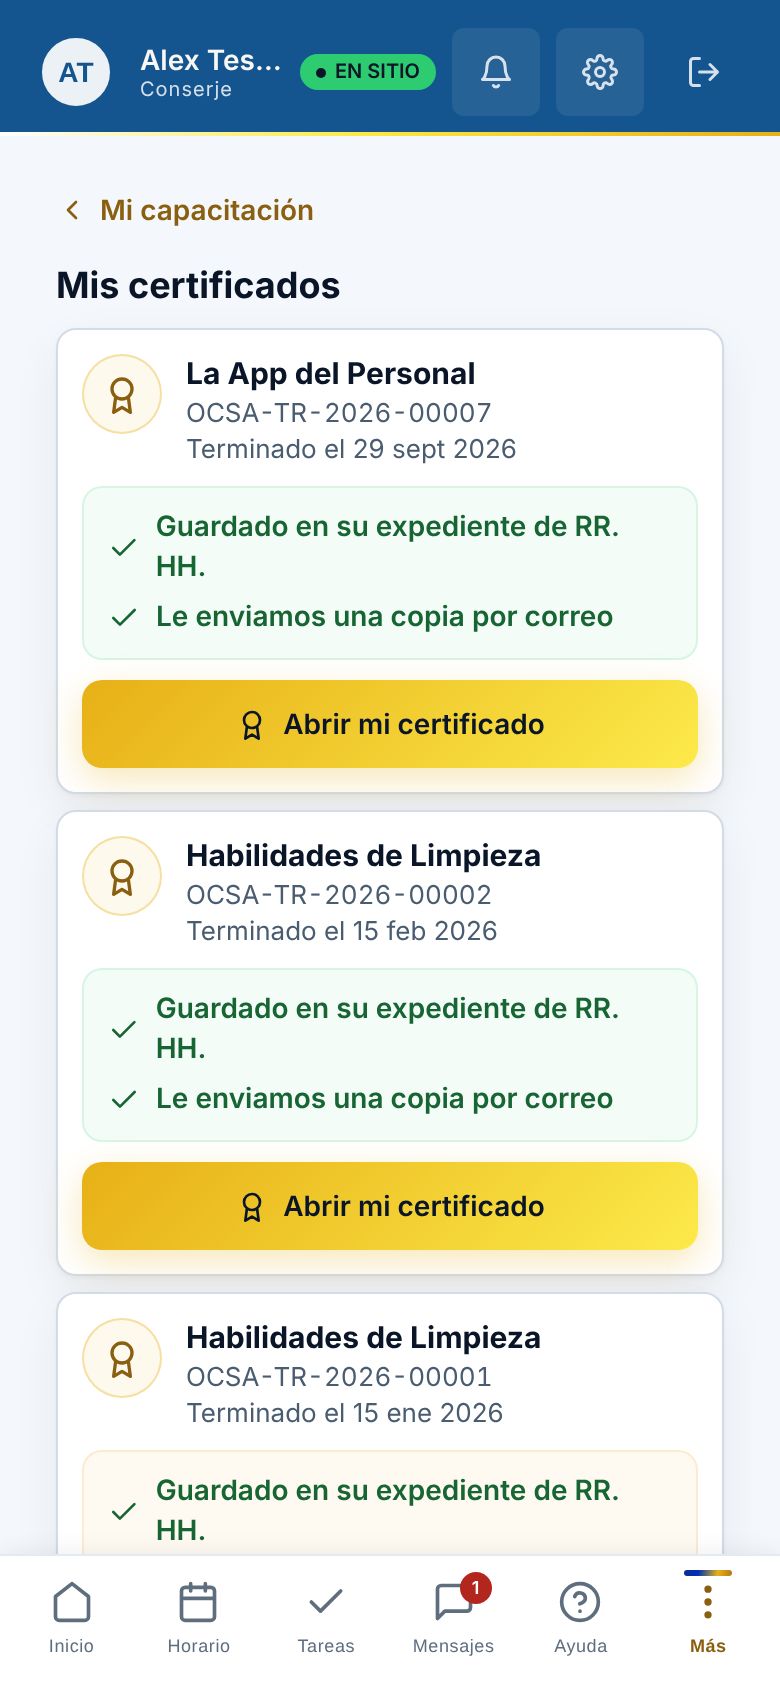 AT
Alex Tes...
Conserje
EN SITIO
Mi capacitación
Mis certificados
La App del Personal
OCSA-TR-2026-00007
Terminado el 29 sept 2026
Guardado en su expediente de RR.
HH.
Le enviamos una copia por correo
Abrir mi certificado
Habilidades de Limpieza
OCSA-TR-2026-00002
Terminado el 15 feb 2026
Guardado en su expediente de RR.
HH.
Le enviamos una copia por correo
Abrir mi certificado
Habilidades de Limpieza
OCSA-TR-2026-00001
Terminado el 15 ene 2026
Guardado en su expediente de RR.
HH.
1
Inicio
Horario
Tareas
Mensajes
Ayuda
Más